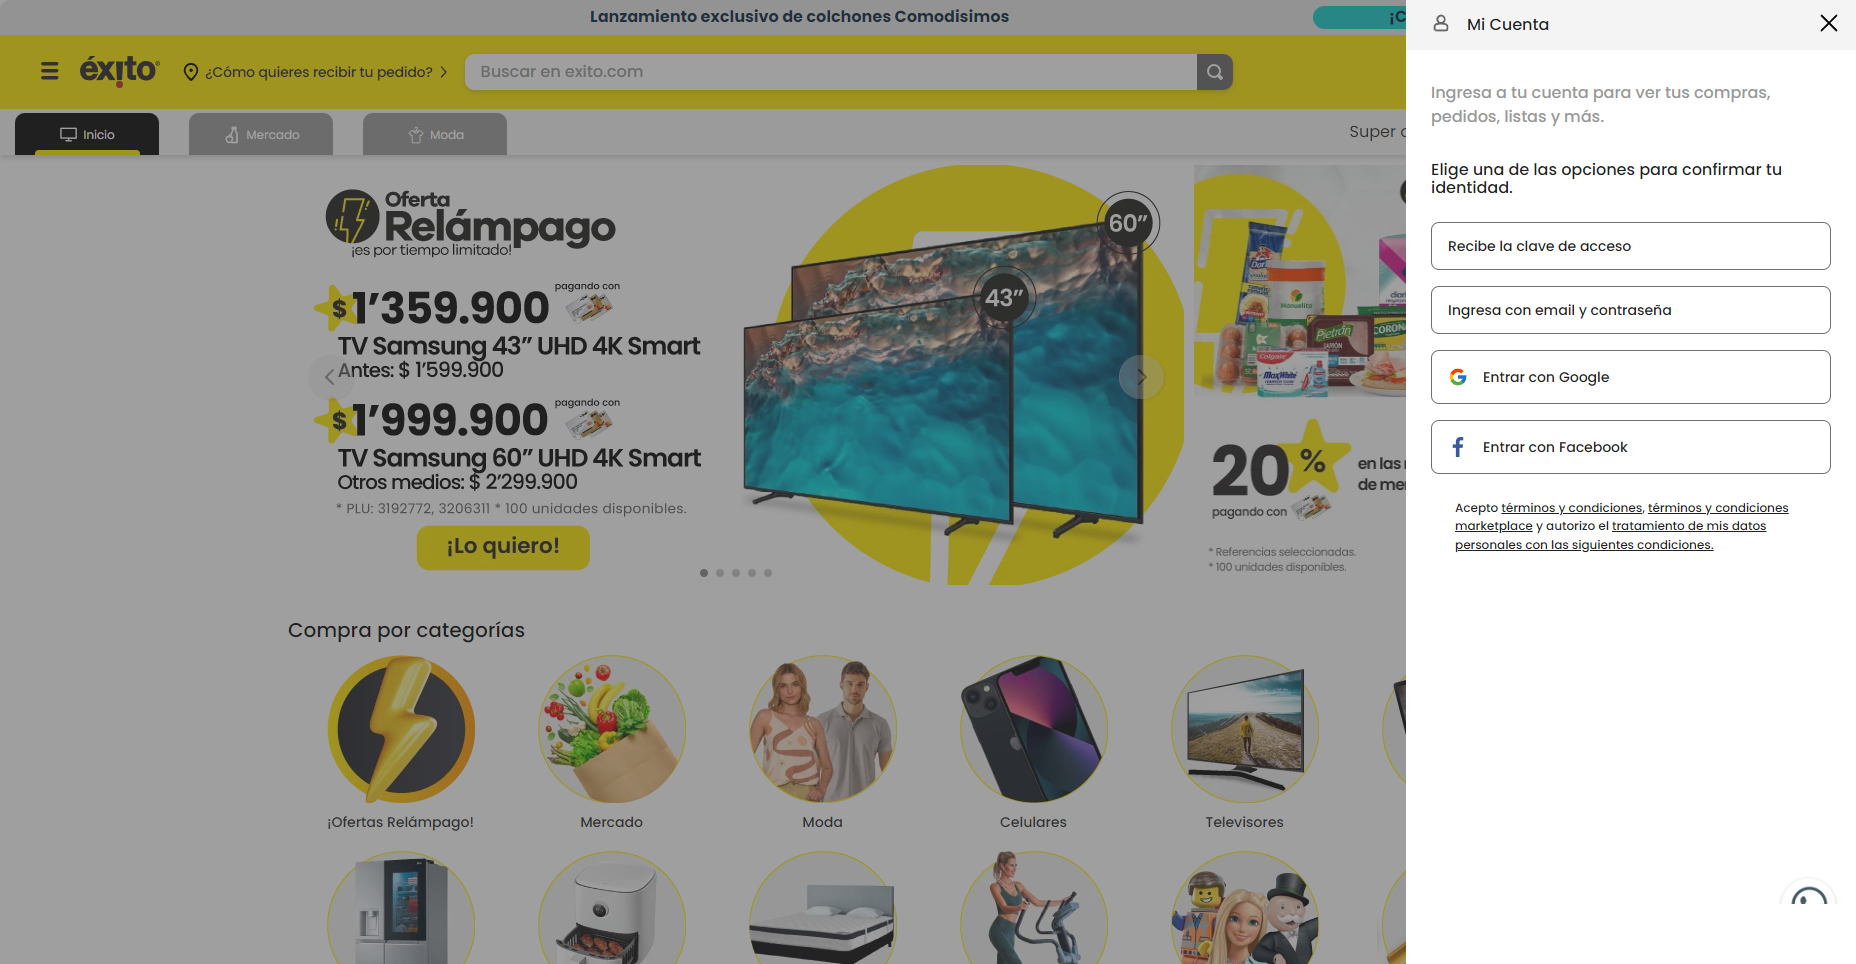 Lanzamiento exclusivo de colchones Comodisimos
¡C
éxito
¿Cómo quieres recibir tu pedido?
Buscar en exito.com
Inicio
Mercado
Moda
Super
Oferta
Relámpago
¡es por tiempo limitado!
$1'359.900
pagando con
TV Samsung 43” UHD 4K Smart
Antes: $ 1'599.900
$1'999.900
pagando con
TV Samsung 60” UHD 4K Smart
Otros medios: $ 2'299.900
* PLU: 3192772, 3206311 * 100 unidades disponibles.
¡Lo quiero!
60”
43”
Manuelita
Pietrán
Colgate
MaxWhite
20%
en las
de mer
pagando con
* Referencias seleccionadas.
* 100 unidades disponibles.
Compra por categorías
¡Ofertas Relámpago!
Mercado
Moda
Celulares
Televisores
Mi Cuenta
Ingresa a tu cuenta para ver tus compras,
pedidos, listas y más.
Elige una de las opciones para confirmar tu
identidad.
Recibe la clave de acceso
Ingresa con email y contraseña
Entrar con Google
Entrar con Facebook
Acepto términos y condiciones, términos y condiciones
marketplace y autorizo el tratamiento de mis datos
personales con las siguientes condiciones.